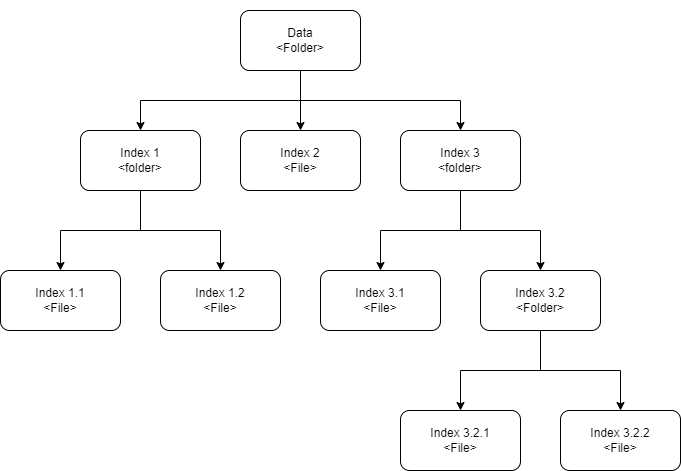 Data
<Folder>
Index 1
<folder>
Index 2
<File>
Index 3
<folder>
Index 1.1
<File>
Index 1.2
<File>
Index 3.1
<File>
Index 3.2
<Folder>
Index 3.2.1
<File>
Index 3.2.2
<File>